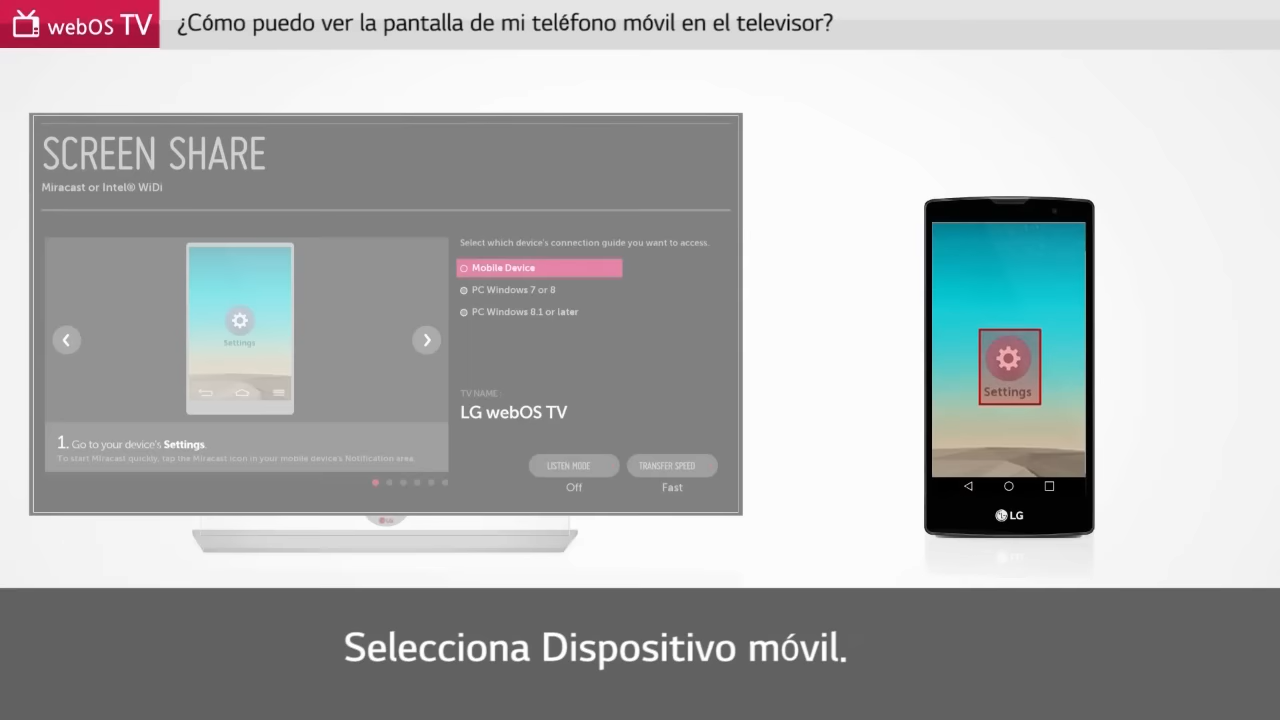 webOS TV
¿Cómo puedo ver la pantalla de mi teléfono móvil en el televisor?
SCREEN SHARE
Miracast or Intel® WiDi
Select which device's connection guide you want to access.
Mobile Device
PC Windows 7 or 8
PC Windows 8.1 or later
Settings
TV NAME :
LG webOS TV
1. Go to your device's Settings.
To start Miracast quickly, tap the Miracast icon in your mobile device's Notification area.
LISTEN MODE
TRANSFER SPEED
Off
Fast
Settings
LG
LG
Selecciona Dispositivo móvil.